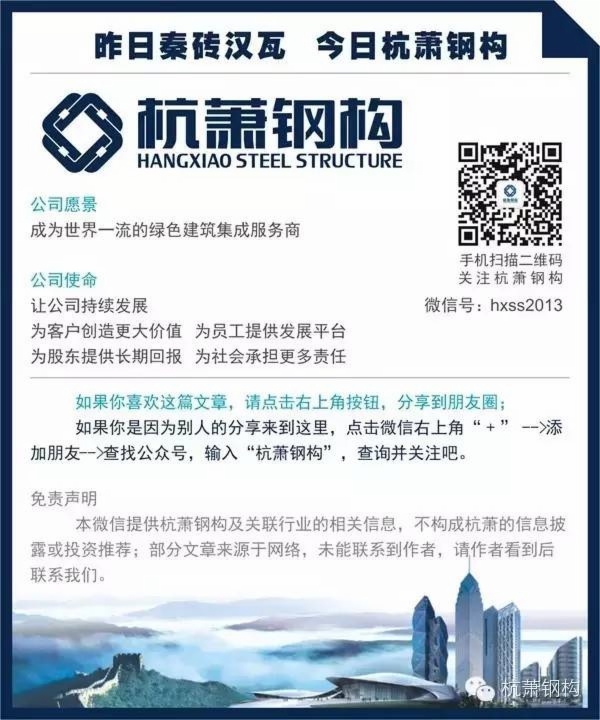 昨日秦砖汉瓦 今日杭萧钢构
杭萧钢构
HANGXIAO STEEL STRUCTURE
公司愿景
成为世界一流的绿色建筑集成服务商
手机扫描二维码
关注杭萧钢构
公司使命
让公司持续发展
微信号：hxss2013
为客户创造更大价值 为员工提供发展平台
为股东提供长期回报 为社会承担更多责任
如果你喜欢这篇文章，请点击右上角按钮，分享到朋友圈；
如果你是因为别人的分享来到这里，点击微信右上角“+” -->添
加朋友-->查找公众号，输入“杭萧钢构”，查询并关注吧。
免责声明
本微信提供杭萧钢构及关联行业的相关信息，不构成杭萧的信息披
露或投资推荐；部分文章来源于网络，未能联系到作者，请作者看到后
联系我们。
杭萧钢构